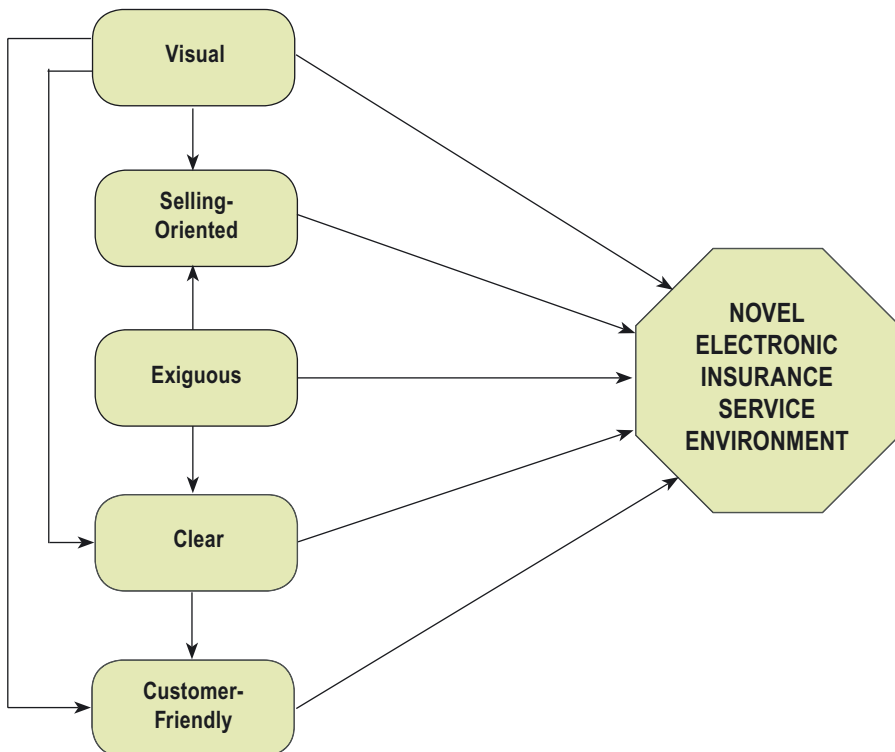 Visual
Selling-
Oriented
Exiguous
Clear
Customer-
Friendly
NOVEL
ELECTRONIC
INSURANCE
SERVICE
ENVIRONMENT